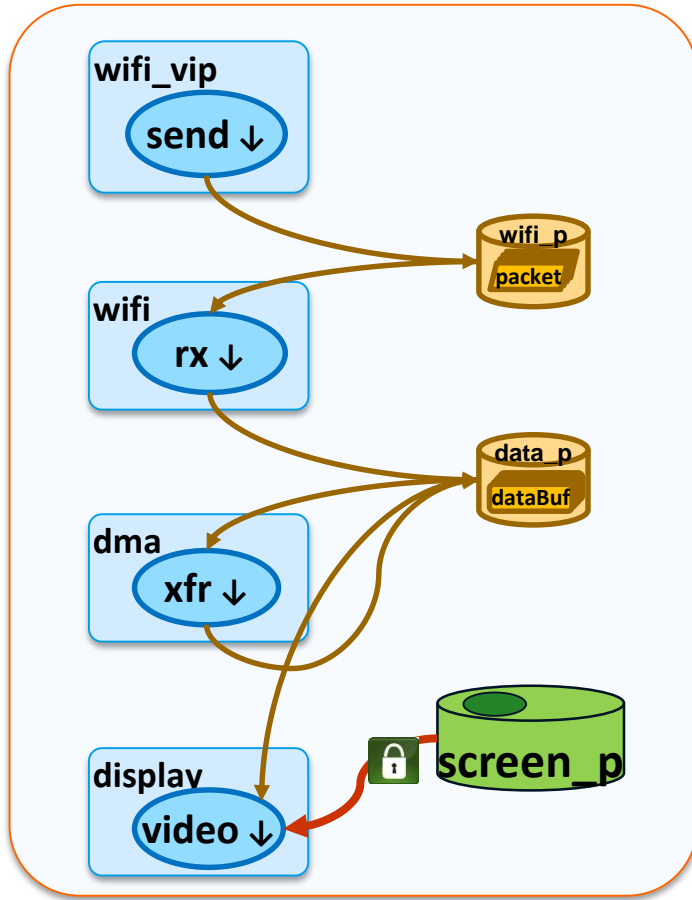 wifi_vip
send ↓
wifi_p
packet
wifi
rx ↓
data_p
dataBuf
dma
xfr ↓
screen_p
display
video ↓